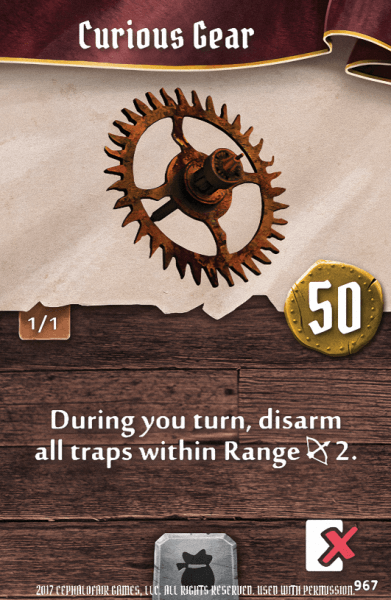 Curious Gear
50
1/1
During you turn, disarm
all traps within Range 2.
2017 CEPHALOFAIR GAMES, LLC. ALL RIGHTS RESERVED. USED WITH PERMISSION.
967